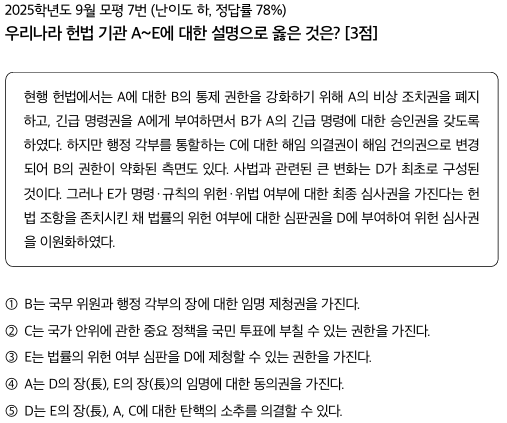 2025학년도 9월 모평 7번 (난이도 하, 정답률 78%)
우리나라 헌법 기관 A~E에 대한 설명으로 옳은 것은? [3점]
현행 헌법에서는 A에 대한 B의 통제 권한을 강화하기 위해 A의 비상 조치권을 폐지
하고, 긴급 명령권을 A에게 부여하면서 B가 A의 긴급 명령에 대한 승인권을 갖도록
하였다. 하지만 행정 각부를 통할하는 C에 대한 해임 의결권이 해임 건의권으로 변경
되어 B의 권한이 약화된 측면도 있다. 사법과 관련된 큰 변화는 D가 최초로 구성된
것이다. 그러나 E가 명령·규칙의 위헌·위법 여부에 대한 최종 심사권을 가진다는 헌
법 조항을 존치시킨 채 법률의 위헌 여부에 대한 심판권을 D에 부여하여 위헌 심사권
을 이원화하였다.
① B는 국무 위원과 행정 각부의 장에 대한 임명 제청권을 가진다.
② C는 국가 안위에 관한 중요 정책을 국민 투표에 부칠 수 있는 권한을 가진다.
③ E는 법률의 위헌 여부 심판을 D에 제청할 수 있는 권한을 가진다.
④ A는 D의 장(長), E의 장(長)의 임명에 대한 동의권을 가진다.
⑤ D는 E의 장(長), A, C에 대한 탄핵의 소추를 의결할 수 있다.